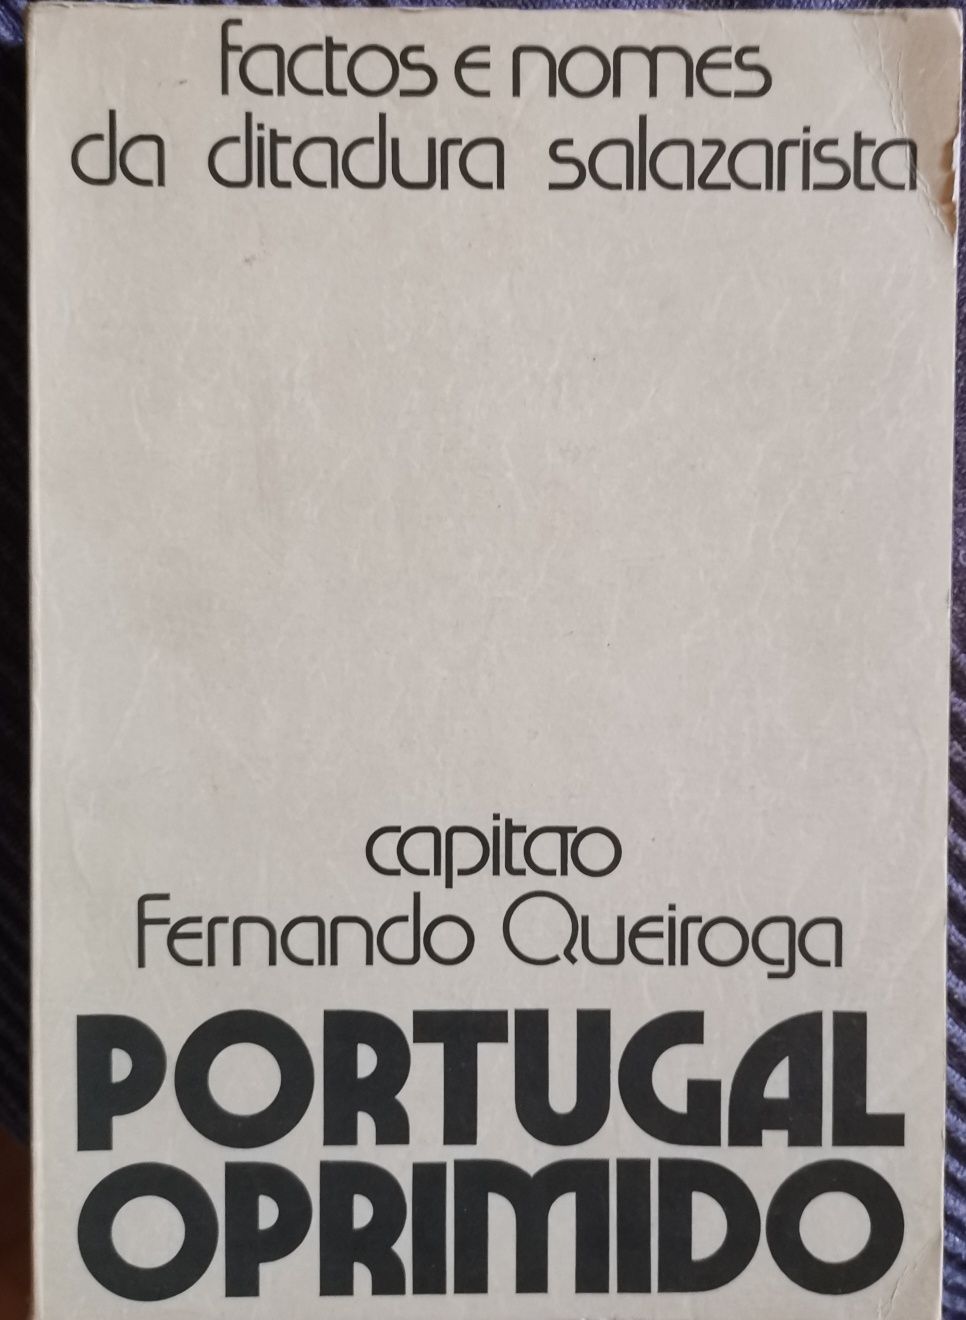 factos e nomes
da ditadura salazarista
capitão
Fernando Queiroga
PORTUGAL
OPRIMIDO